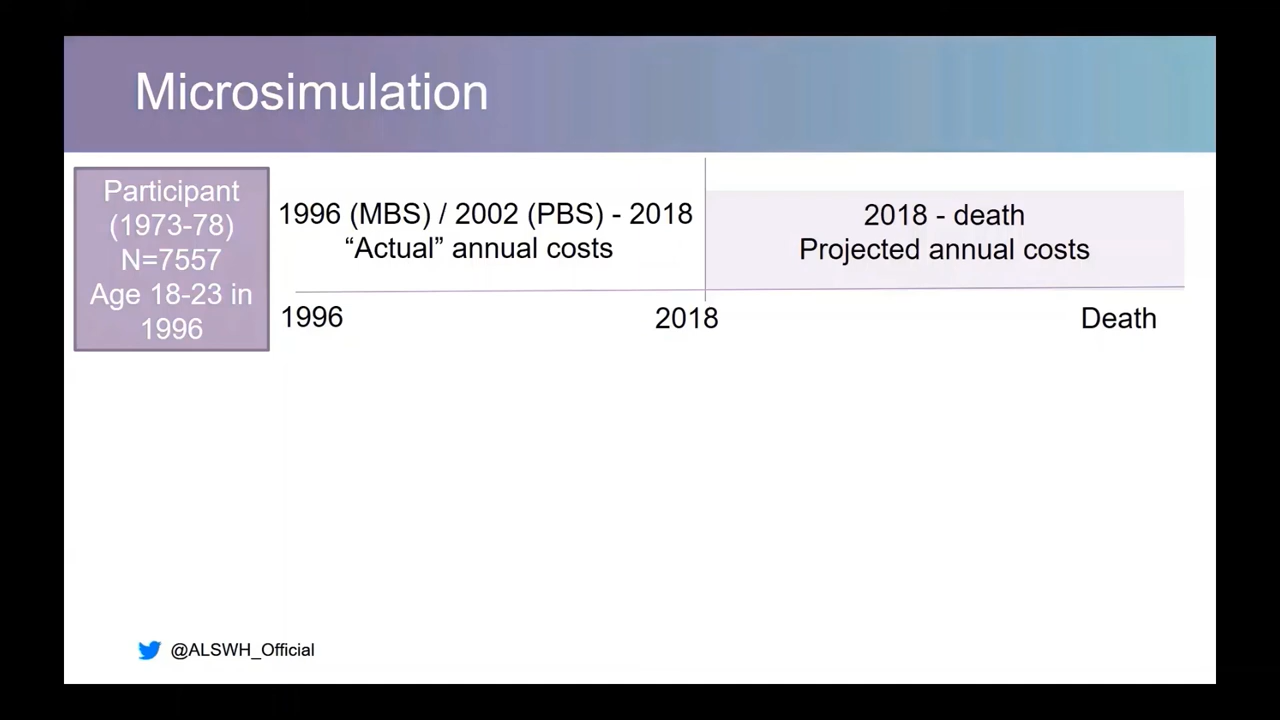 Microsimulation
Participant
(1973-78)
N=7557
Age 18-23 in
1996
1996 (MBS) / 2002 (PBS) - 2018
“Actual” annual costs
2018 - death
Projected annual costs
1996
2018
Death
@ALSWH_Official